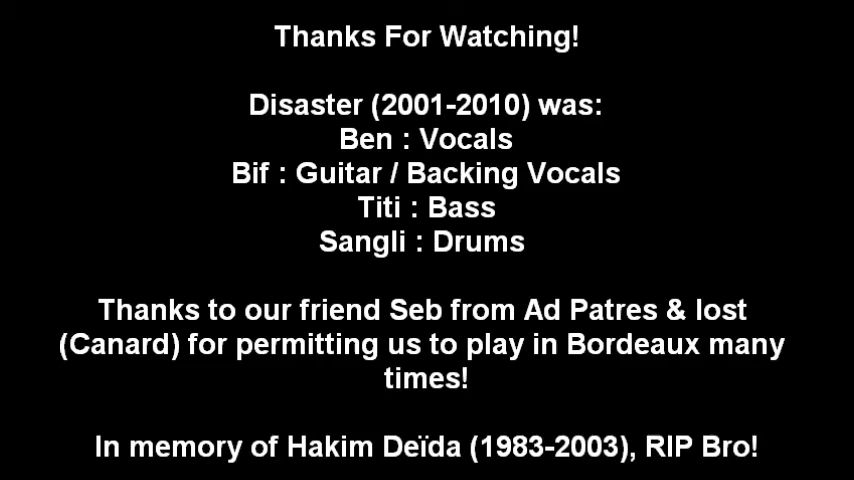 Thanks For Watching!
Disaster (2001-2010) was:
Ben : Vocals
Bif : Guitar / Backing Vocals
Titi : Bass
Sangli : Drums
Thanks to our friend Seb from Ad Patres & lost
(Canard) for permitting us to play in Bordeaux many
times!
In memory of Hakim Deïda (1983-2003), RIP Bro!